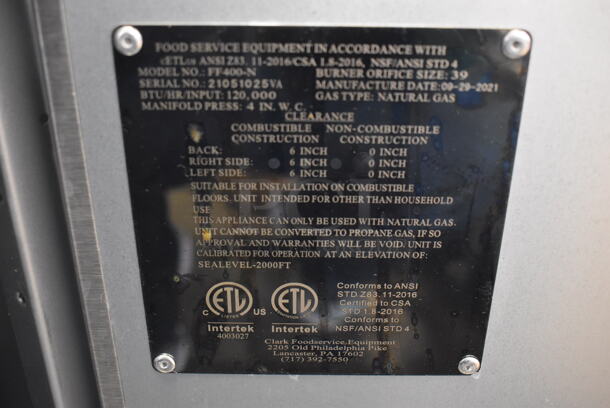 FOOD SERVICE EQUIPMENT IN ACCORDANCE WITH
cETLus ANSI Z83. 11-2016/CSA 1.8-2016, NSF/ANSI STD 4
MODEL NO.: FF400-N BURNER ORIFICE SIZE: 39
SERIAL NO.: 21051025VA MANUFACTURE DATE:09-29-2021
BTU/HR/INPUT: 120,000 GAS TYPE: NATURAL GAS
MANIFOLD PRESS: 4 IN. W. C.
CLEARANCE
COMBUSTIBLE NON-COMBUSTIBLE
CONSTRUCTION CONSTRUCTION
BACK: 6 INCH 0 INCH
RIGHT SIDE: 6 INCH 0 INCH
LEFT SIDE: 6 INCH 0 INCH
SUITABLE FOR INSTALLATION ON COMBUSTIBLE
FLOORS. UNIT INTENDED FOR OTHER THAN HOUSEHOLD
USE
THIS APPLIANCE CAN ONLY BE USED WITH NATURAL GAS.
UNIT CANNOT BE CONVERTED TO PROPANE GAS, IF SO
APPROVAL AND WARRANTIES WILL BE VOID. UNIT IS
CALIBRATED FOR OPERATION AT AN ELEVATION OF:
SEALEVEL-2000FT
ETL LISTED
C US
Intertek
4003027
ETL
Intertek
Conforms to ANSI
STD Z83.11-2016
Certified to CSA
STD 1.8-2016
Conforms to
NSF/ANSI STD 4
Clark Foodservice Equipment
2205 Old Philadelphia Pike
Lancaster, PA 17602
(717) 392-7550